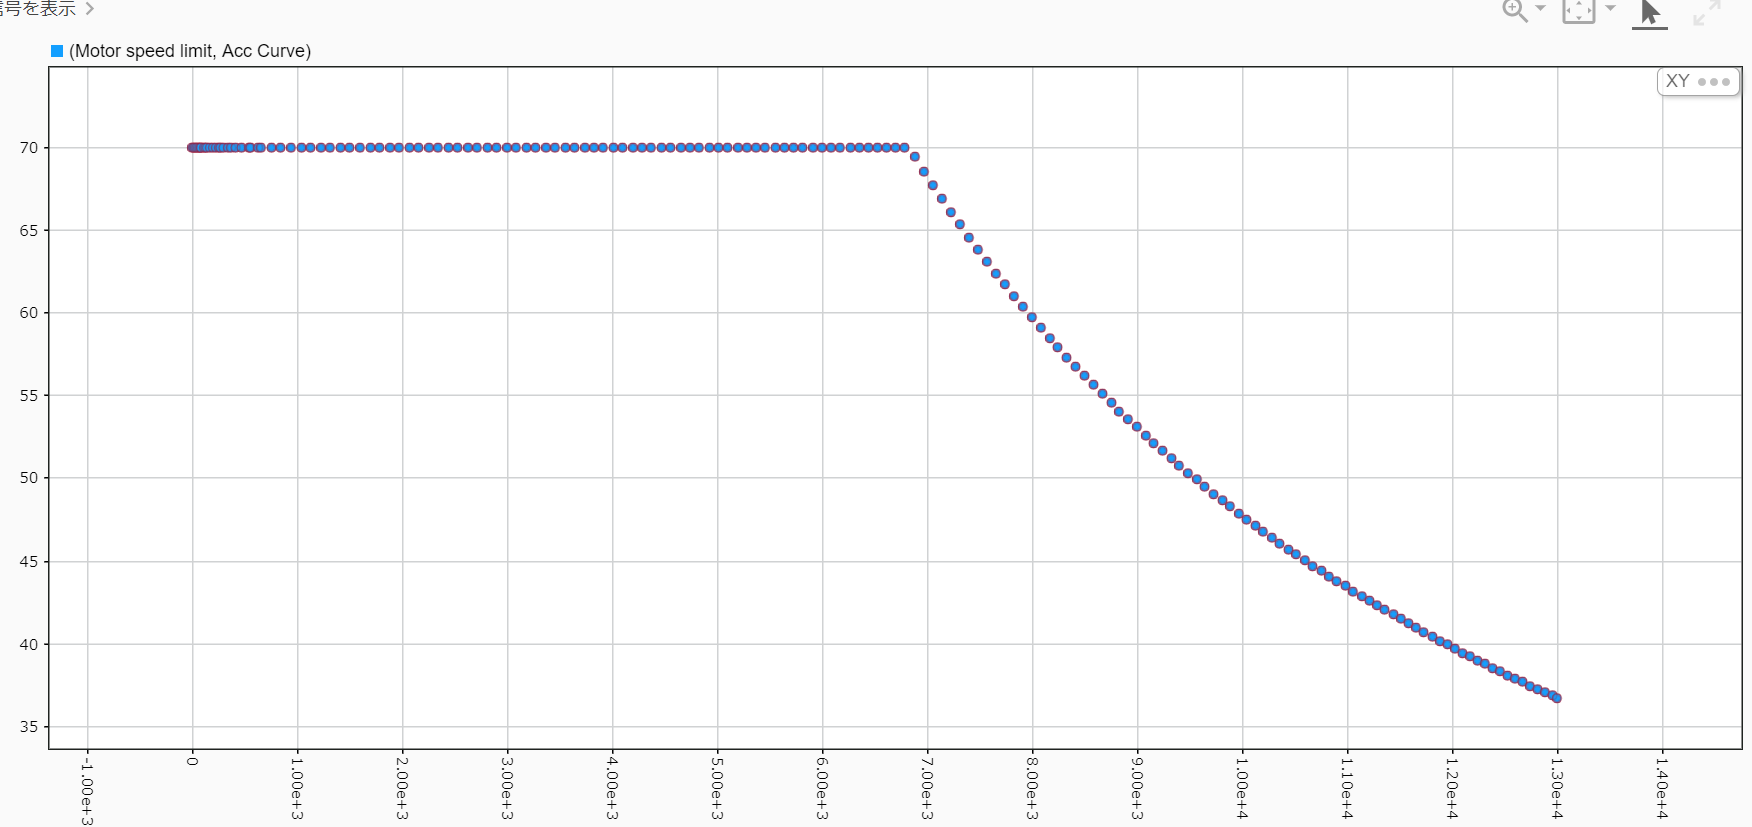 号を表示
(Motor speed limit, Acc Curve)
XY
70
65
60
55
50
45
40
35
-1.00e+3
0
1.00e+3
2.00e+3
3.00e+3
4.00e+3
5.00e+3
6.00e+3
7.00e+3
8.00e+3
9.00e+3
1.00e+4
1.10e+4
1.20e+4
1.30e+4
1.40e+4